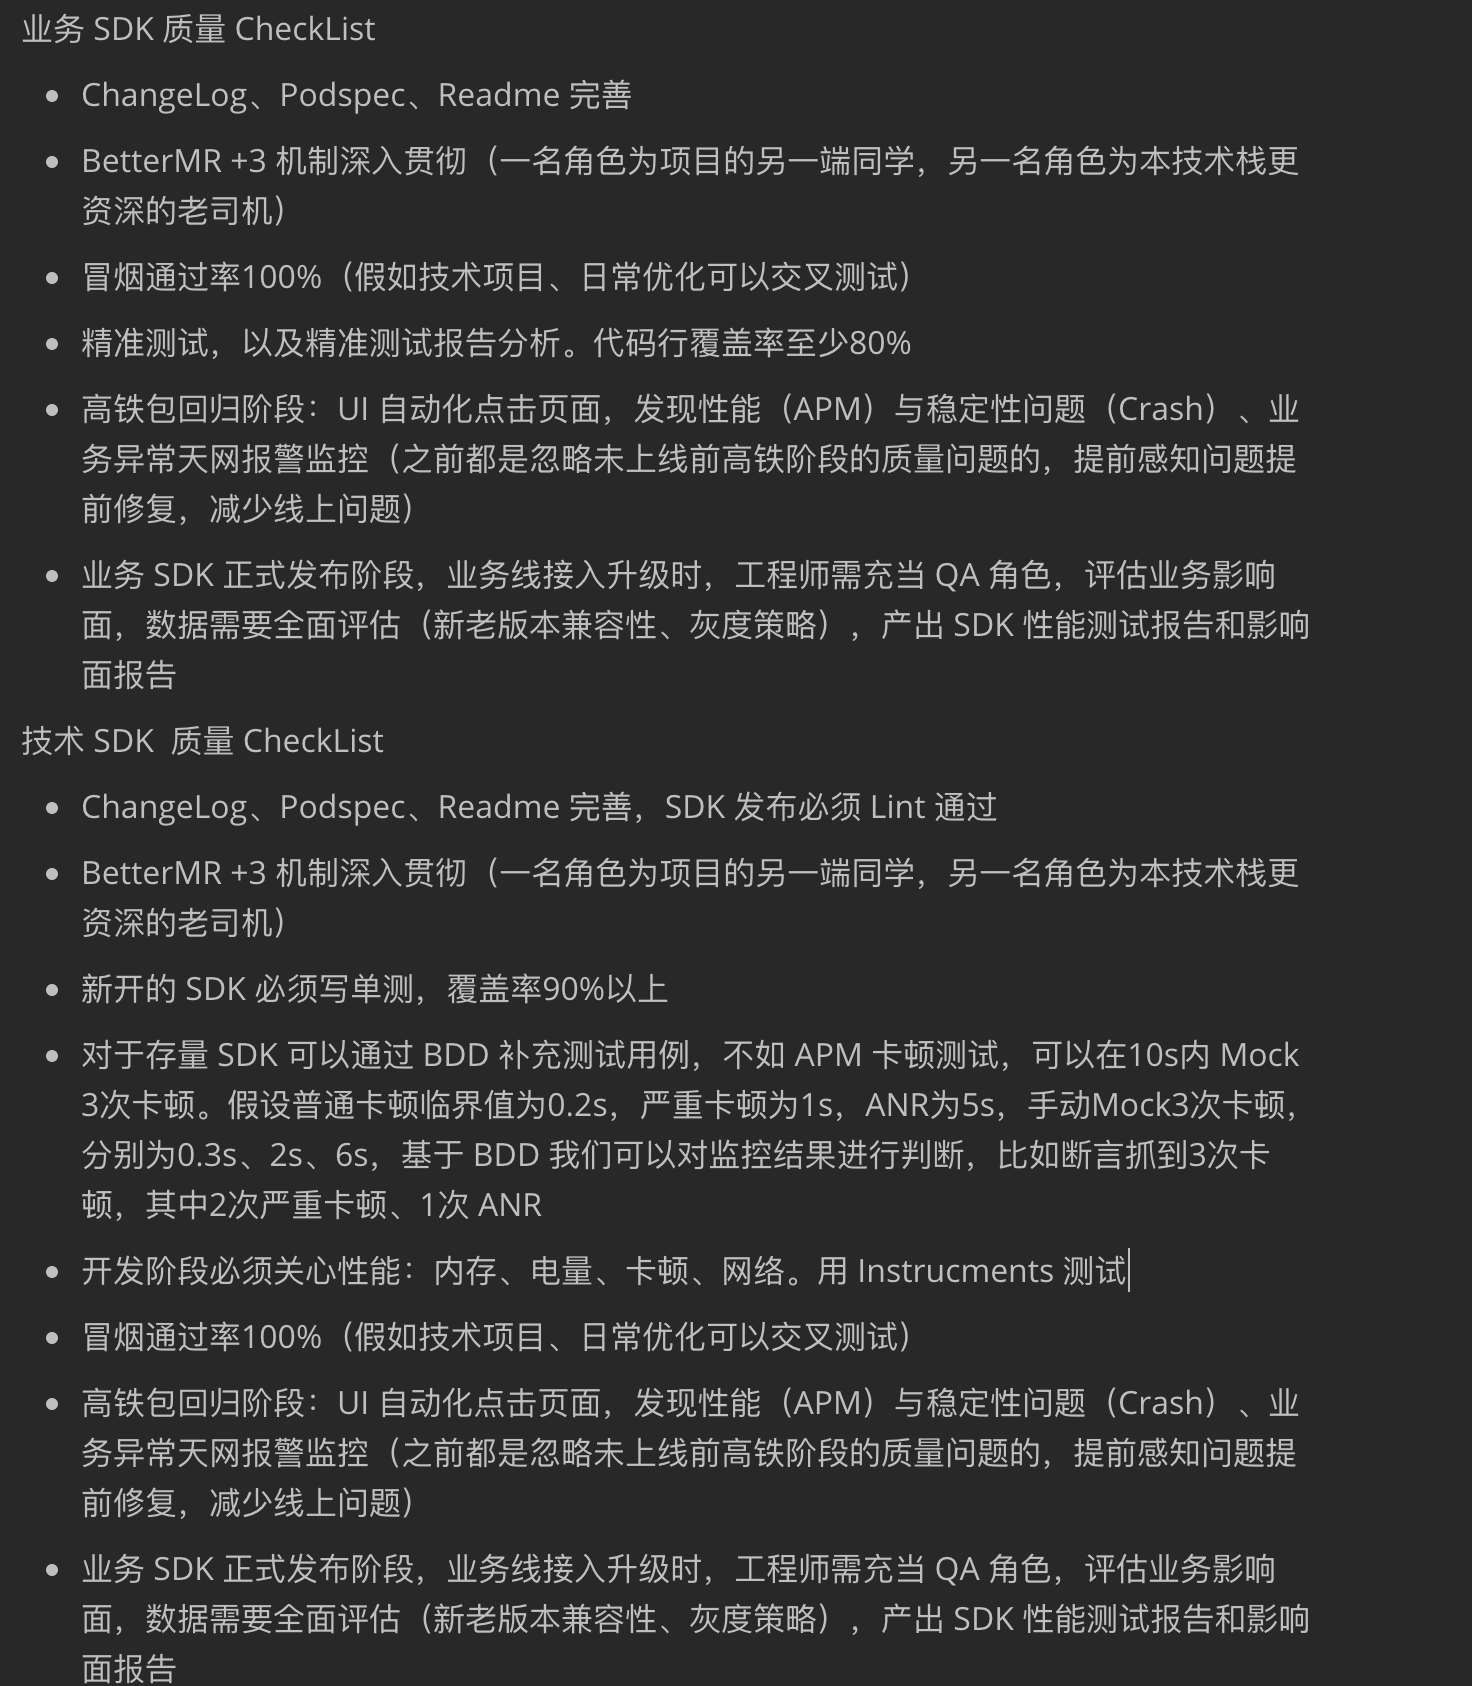 业务 SDK 质量 CheckList
ChangeLog、Podspec、Readme 完善
BetterMR +3 机制深入贯彻（一名角色为项目的另一端同学，另一名角色为本技术栈更
资深的老司机）
冒烟通过率100%（假如技术项目、日常优化可以交叉测试）
精准测试，以及精准测试报告分析。代码行覆盖率至少80%
高铁包回归阶段：UI 自动化点击页面，发现性能（APM）与稳定性问题（Crash）、业
务异常天网报警监控（之前都是忽略未上线前高铁阶段的质量问题的，提前感知问题提
前修复，减少线上问题）
业务 SDK 正式发布阶段，业务线接入升级时，工程师需充当 QA 角色，评估业务影响
面，数据需要全面评估（新老版本兼容性、灰度策略），产出 SDK 性能测试报告和影响
面报告
技术 SDK  质量 CheckList
ChangeLog、Podspec、Readme 完善，SDK 发布必须 Lint 通过
BetterMR +3 机制深入贯彻（一名角色为项目的另一端同学，另一名角色为本技术栈更
资深的老司机）
新开的 SDK 必须写单测，覆盖率90%以上
对于存量 SDK 可以通过 BDD 补充测试用例，不如 APM 卡顿测试，可以在10s内 Mock
3次卡顿。假设普通卡顿临界值为0.2s，严重卡顿为1s，ANR为5s，手动Mock3次卡顿，
分别为0.3s、2s、6s，基于 BDD 我们可以对监控结果进行判断，比如断言抓到3次卡
顿，其中2次严重卡顿、1次 ANR
开发阶段必须关心性能：内存、电量、卡顿、网络。用 Instrucments 测试
冒烟通过率100%（假如技术项目、日常优化可以交叉测试）
高铁包回归阶段：UI 自动化点击页面，发现性能（APM）与稳定性问题（Crash）、业
务异常天网报警监控（之前都是忽略未上线前高铁阶段的质量问题的，提前感知问题提
前修复，减少线上问题）
业务 SDK 正式发布阶段，业务线接入升级时，工程师需充当 QA 角色，评估业务影响
面，数据需要全面评估（新老版本兼容性、灰度策略），产出 SDK 性能测试报告和影响
面报告